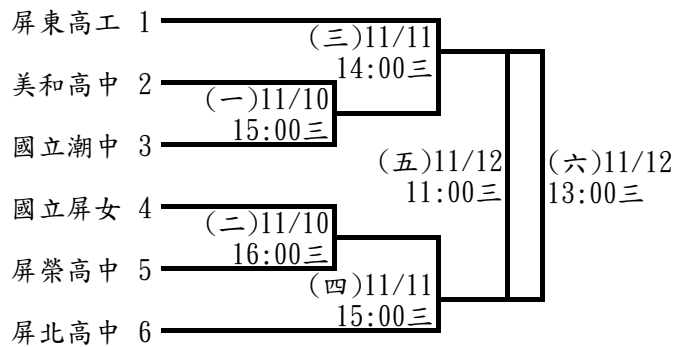 屏東高工 1
(三)11/11
14:00三
美和高中 2
(一)11/10
15:00三
國立潮中 3
(五)11/12
11:00三
(六)11/12
13:00三
國立屏女 4
(二)11/10
16:00三
屏榮高中 5
(四)11/11
15:00三
屏北高中 6